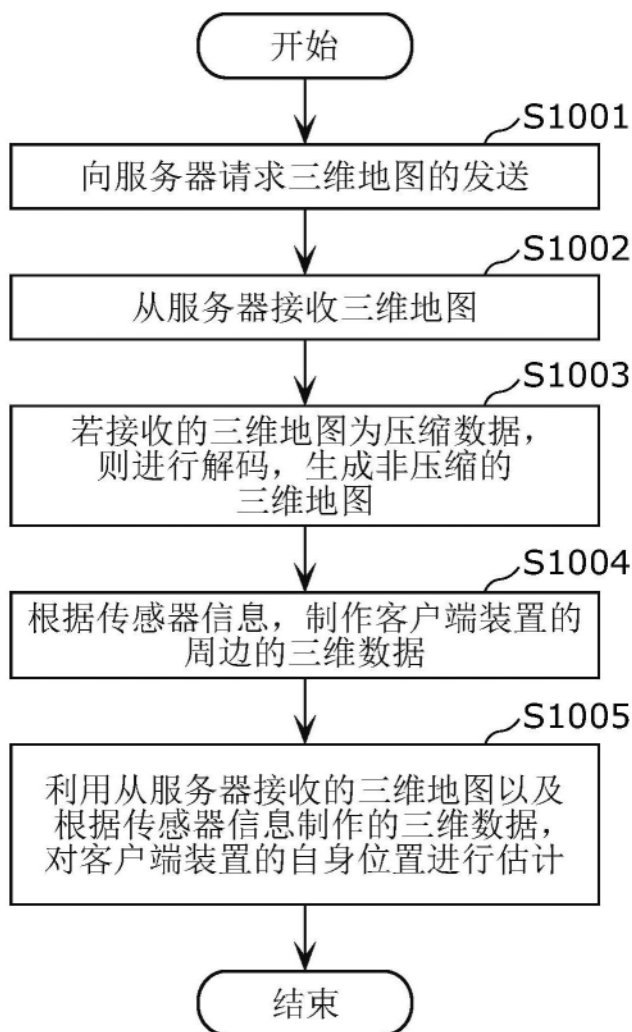 开始
S1001
向服务器请求三维地图的发送
S1002
从服务器接收三维地图
S1003
若接收的三维地图为压缩数据，
则进行解码，生成非压缩的
三维地图
S1004
根据传感器信息，制作客户端装置的
周边的三维数据
S1005
利用从服务器接收的三维地图以及
根据传感器信息制作的三维数据，
对客户端装置的自身位置进行估计
结束